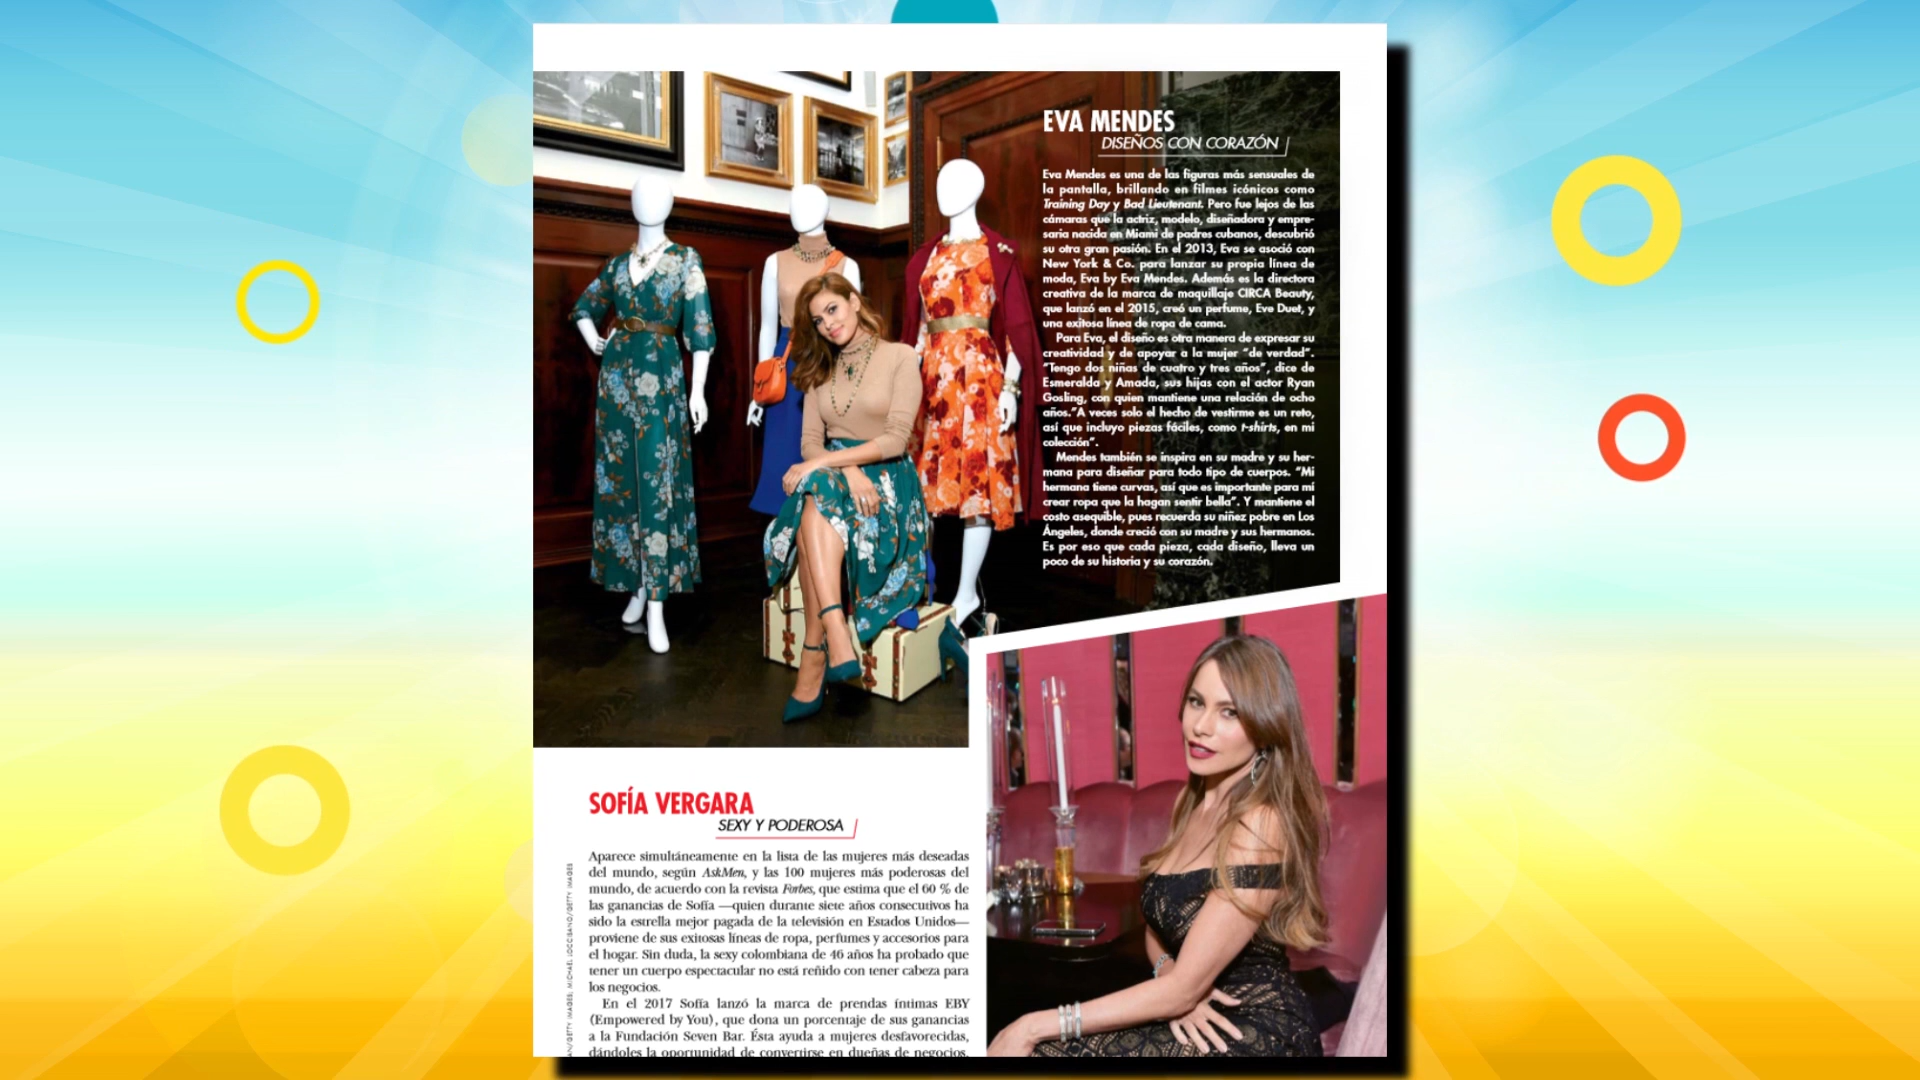 EVA MENDES
DISEÑOS CON CORAZÓN
Eva Mendes es una de las figuras más sensuales de
la pantalla, brillando en filmes icónicos como
Training Day y Bad Lieutenant. Pero fue lejos de las
cámaras que la actriz, modelo, diseñadora y empre-
saria nacida en Miami de padres cubanos, descubrió
su otra gran pasión. En el 2013, Eva se asoció con
New York & Co. para lanzar su propia línea de
moda, Eva by Eva Mendes. Además es la directora
creativa de la marca de maquillaje CIRCA Beauty,
que lanzó en el 2015, creó un perfume, Eve Duet, y
una exitosa línea de ropa de cama.
Para Eva, el diseño es otra manera de expresar su
creatividad y de apoyar a la mujer "de verdad".
"Tengo dos niñas de cuatro y tres años", dice de
Esmeralda y Amada, sus hijas con el actor Ryan
Gosling, con quien mantiene una relación de ocho
años."A veces solo el hecho de vestirme es un reto,
así que incluyo piezas fáciles, como t-shirts, en mi
colección".
Mendes también se inspira en su madre y su her-
mana para diseñar para todo tipo de cuerpos. "Mi
hermana tiene curvas, así que es importante para mí
crear ropa que la hagan sentir bella". Y mantiene el
costo asequible, pues recuerda su niñez pobre en Los
Ángeles, donde creció con su madre y sus hermanos.
Es por eso que cada pieza, cada diseño, lleva un
poco de su historia y su corazón.
SOFÍA VERGARA
SEXY Y PODEROSA
Aparece simultáneamente en la lista de las mujeres más deseadas
del mundo, según AskMen, y las 100 mujeres más poderosas del
mundo, de acuerdo con la revista Forbes, que estima que el 60 % de
las ganancias de Sofía —quien durante siete años consecutivos ha
sido la estrella mejor pagada de la televisión en Estados Unidos—
proviene de sus exitosas líneas de ropa, perfumes y accesorios para
el hogar. Sin duda, la sexy colombiana de 46 años ha probado que
tener un cuerpo espectacular no está reñido con tener cabeza para
los negocios.
En el 2017 Sofía lanzó la marca de prendas íntimas EBY
(Empowered by You), que dona un porcentaje de sus ganancias
a la Fundación Seven Bar. Ésta ayuda a mujeres desfavorecidas,
dándoles la oportunidad de convertirse en dueñas de negocios.
GETTY IMAGES; MICHAEL LOCCISANO/GETTY IMAGES